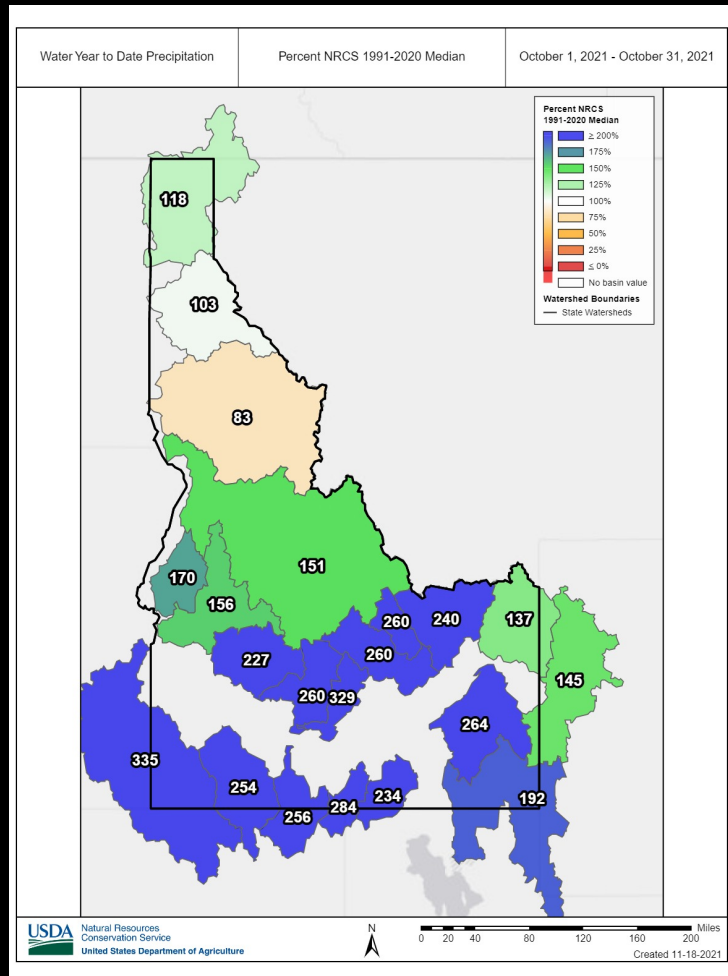 Water Year to Date Precipitation
Percent NRCS 1991-2020 Median
October 1, 2021 - October 31, 2021
Percent NRCS
1991-2020 Median
≥ 200%
175%
150%
125%
100%
75%
50%
25%
≤ 0%
No basin value
Watershed Boundaries
State Watersheds
118
103
83
151
170
156
260
240
137
227
260
145
260
329
264
335
254
192
234
284
256
USDA
Natural Resources
Conservation Service
United States Department of Agriculture
N
Miles
0 20 40 80 120 160 200
Created 11-18-2021